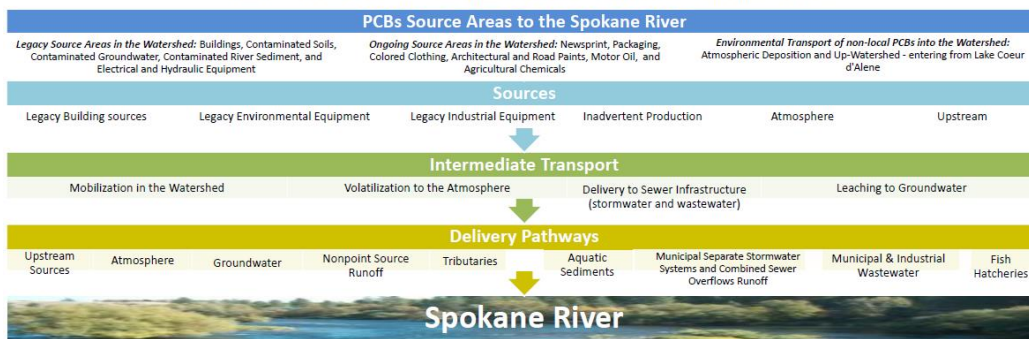 PCBs Source Areas to the Spokane River
Legacy Source Areas in the Watershed: Buildings, Contaminated Soils,
Contaminated Groundwater, Contaminated River Sediment, and
Electrical and Hydraulic Equipment
Ongoing Source Areas in the Watershed: Newsprint, Packaging,
Colored Clothing, Architectural and Road Paints, Motor Oil, and
Agricultural Chemicals
Environmental Transport of non-local PCBs into the Watershed:
Atmospheric Deposition and Up-Watershed - entering from Lake Coeur
d'Alene
Sources
Legacy Building sources
Legacy Environmental Equipment
Legacy Industrial Equipment
Inadvertent Production
Atmosphere
Upstream
Intermediate Transport
Mobilization in the Watershed
Volatilization to the Atmosphere
Delivery to Sewer Infrastructure
(stormwater and wastewater)
Leaching to Groundwater
Delivery Pathways
Upstream
Sources
Atmosphere
Groundwater
Nonpoint Source
Runoff
Tributaries
Aquatic
Sediments
Municipal Separate Stormwater
Systems and Combined Sewer
Overflows Runoff
Municipal & Industrial
Wastewater
Fish
Hatcheries
Spokane River